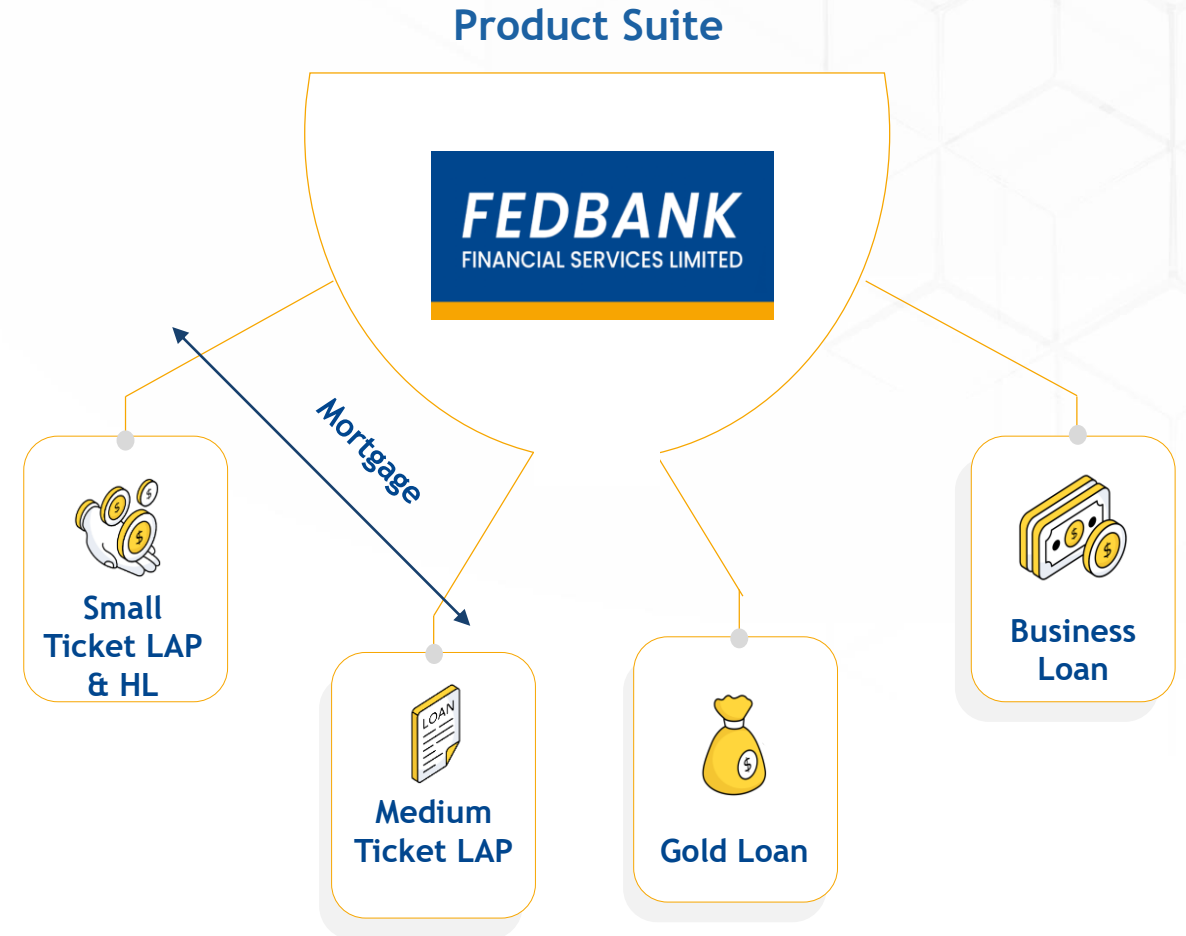 Product Suite
FEDBANK
FINANCIAL SERVICES LIMITED
Mortgage
Small
Ticket LAP
& HL
LOAN
Medium
Ticket LAP
$
Gold Loan
Business
Loan